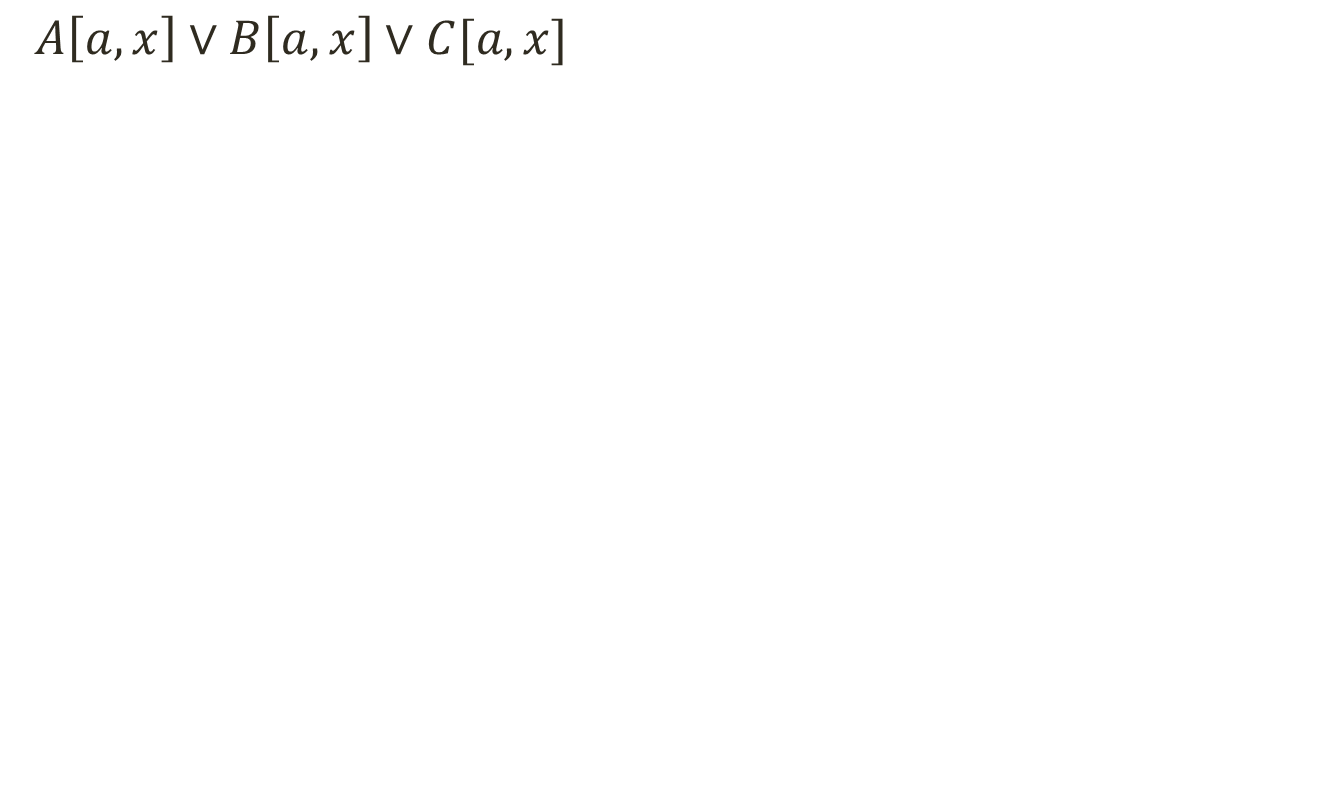 A[a, x] ∨ B[a, x] ∨ C[a, x]